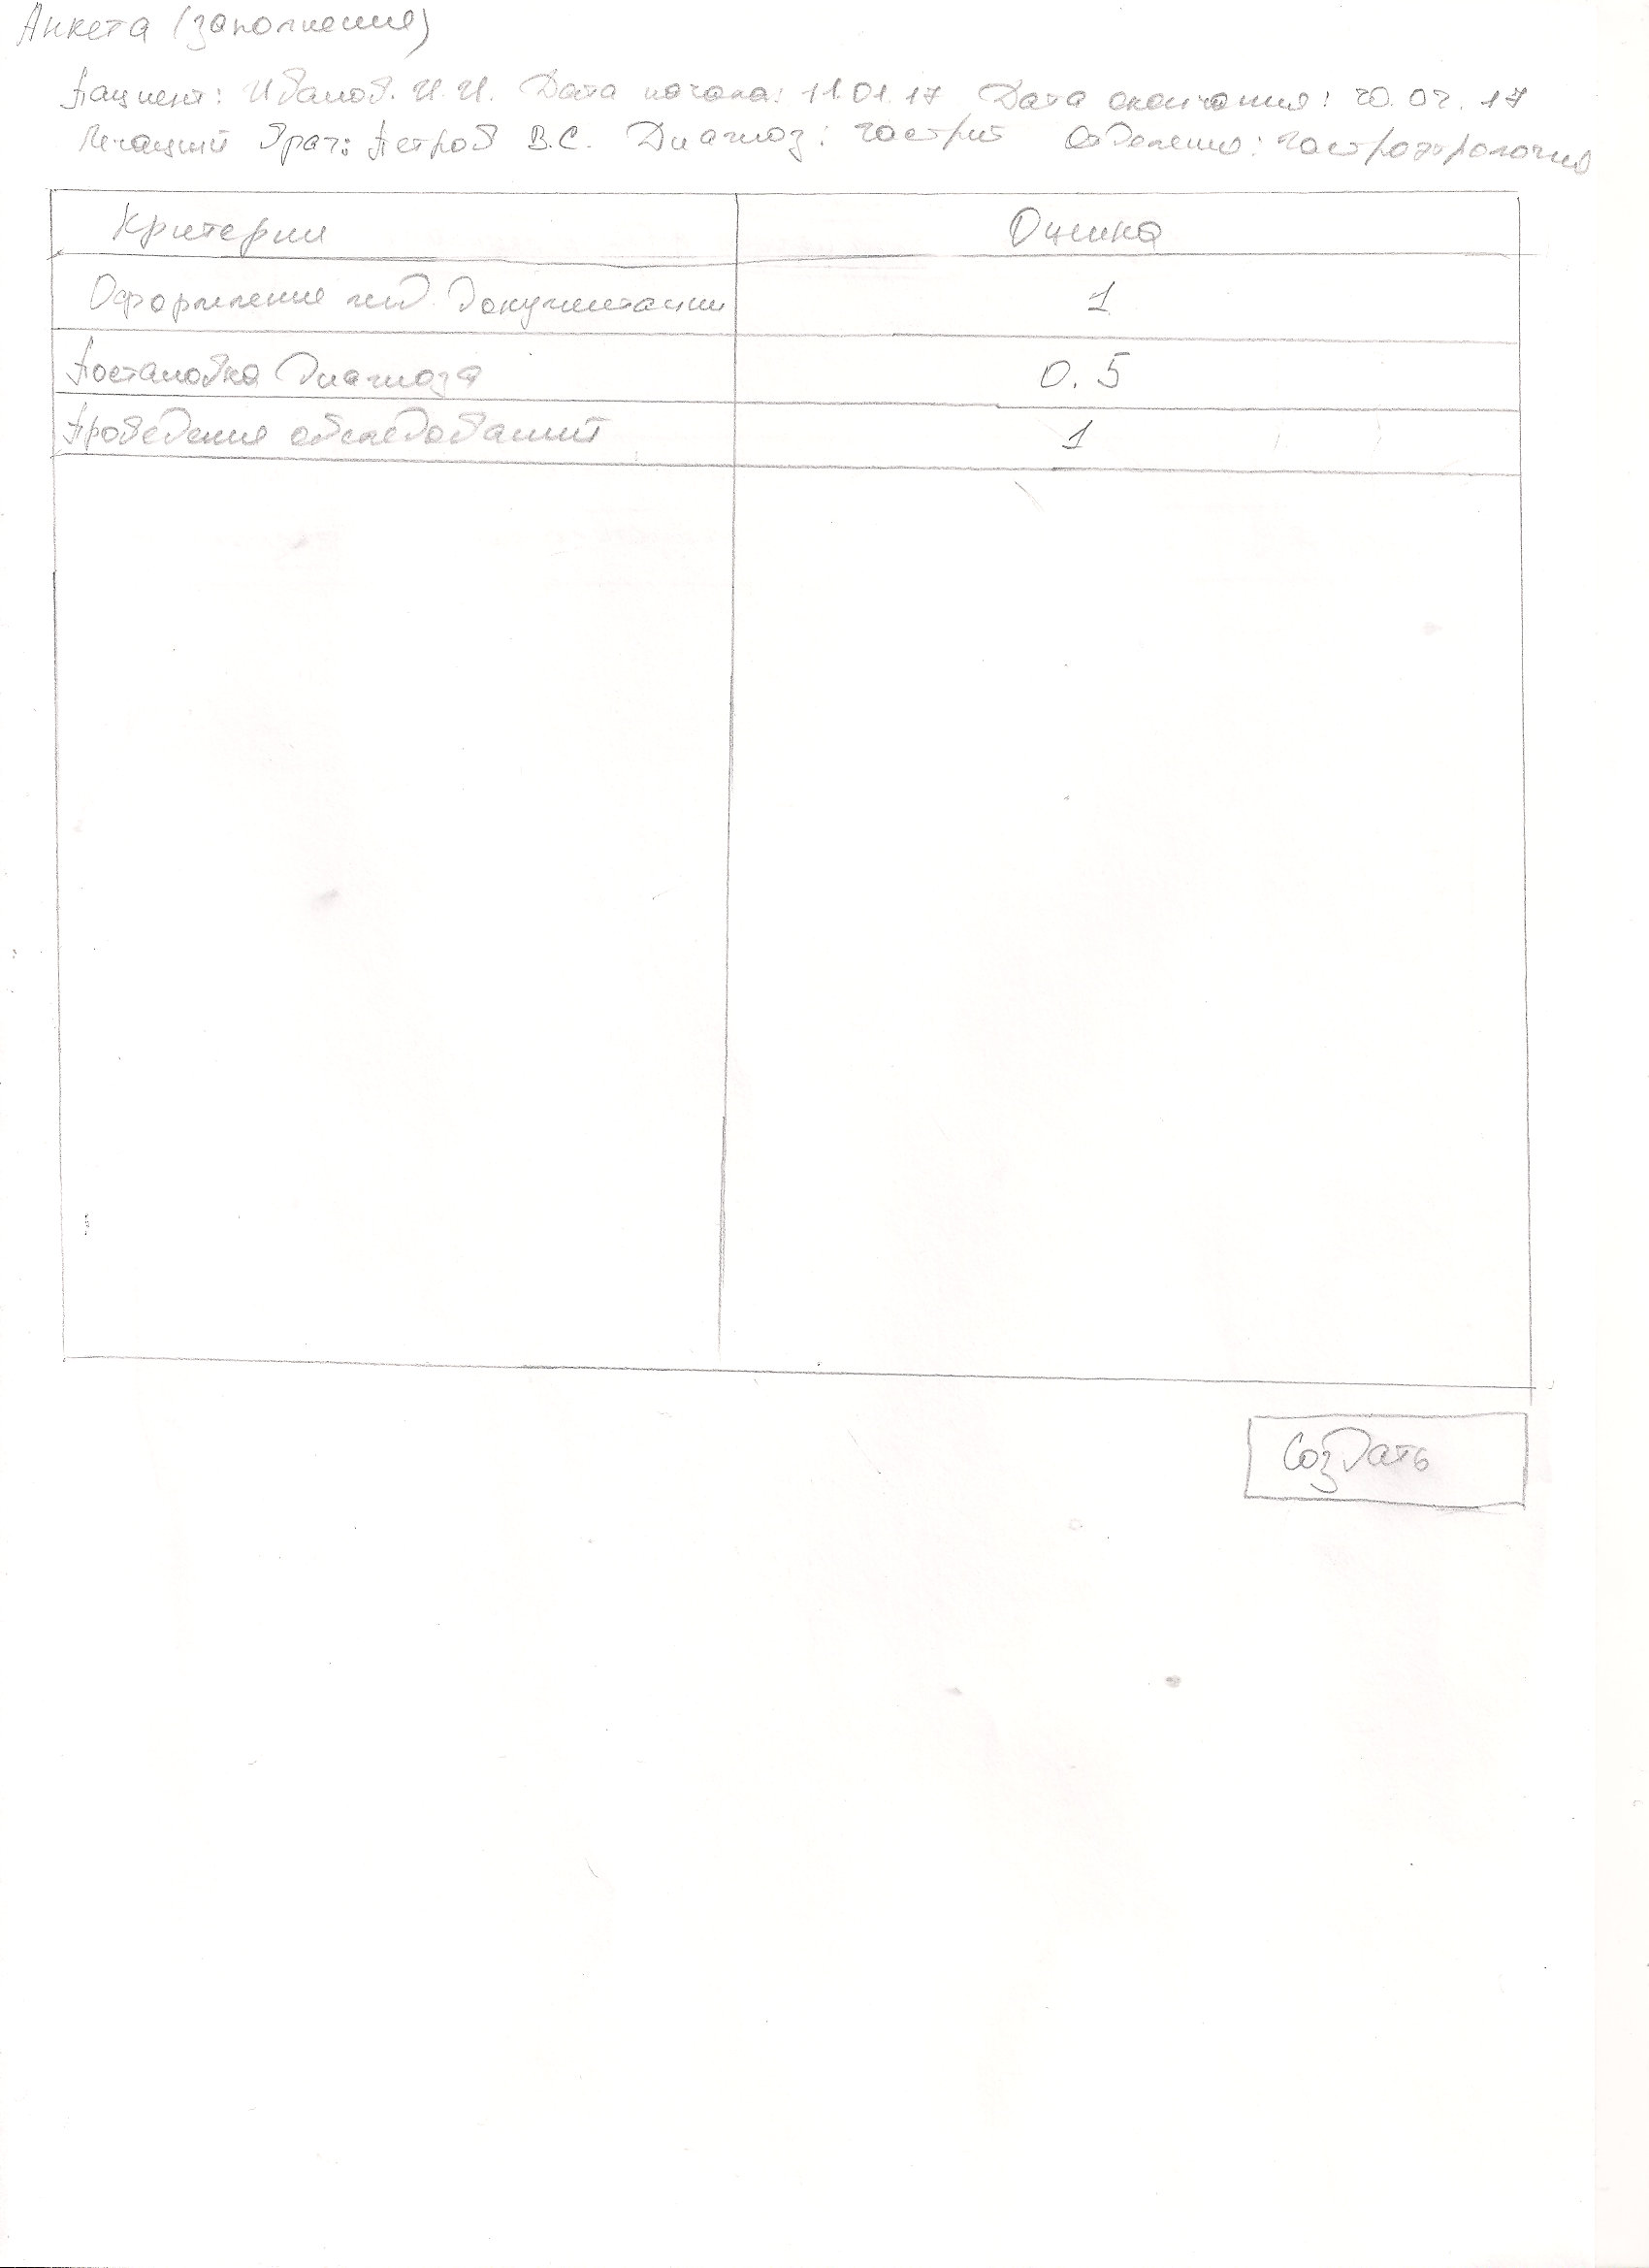 Анкета (заполнение)
Пациент: Иванов. И.И. Дата начала: 11.01.17 Дата окончания: 20.02.17
Лечащий врач: Петров В.С. Диагноз: гастрит Отделение: гастроэтрология
Критерии Оценка
Оформление мед. документации 1
Постановка диагноза 0.5
Проведение обследований 1
Создать